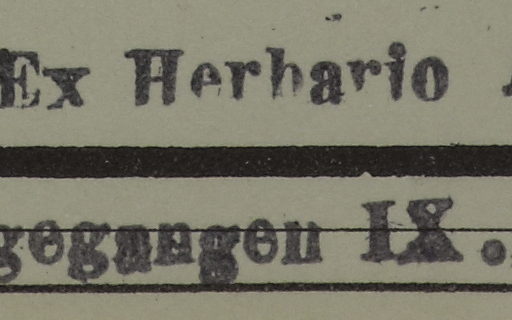 Ex Herbario
gegangen IX.